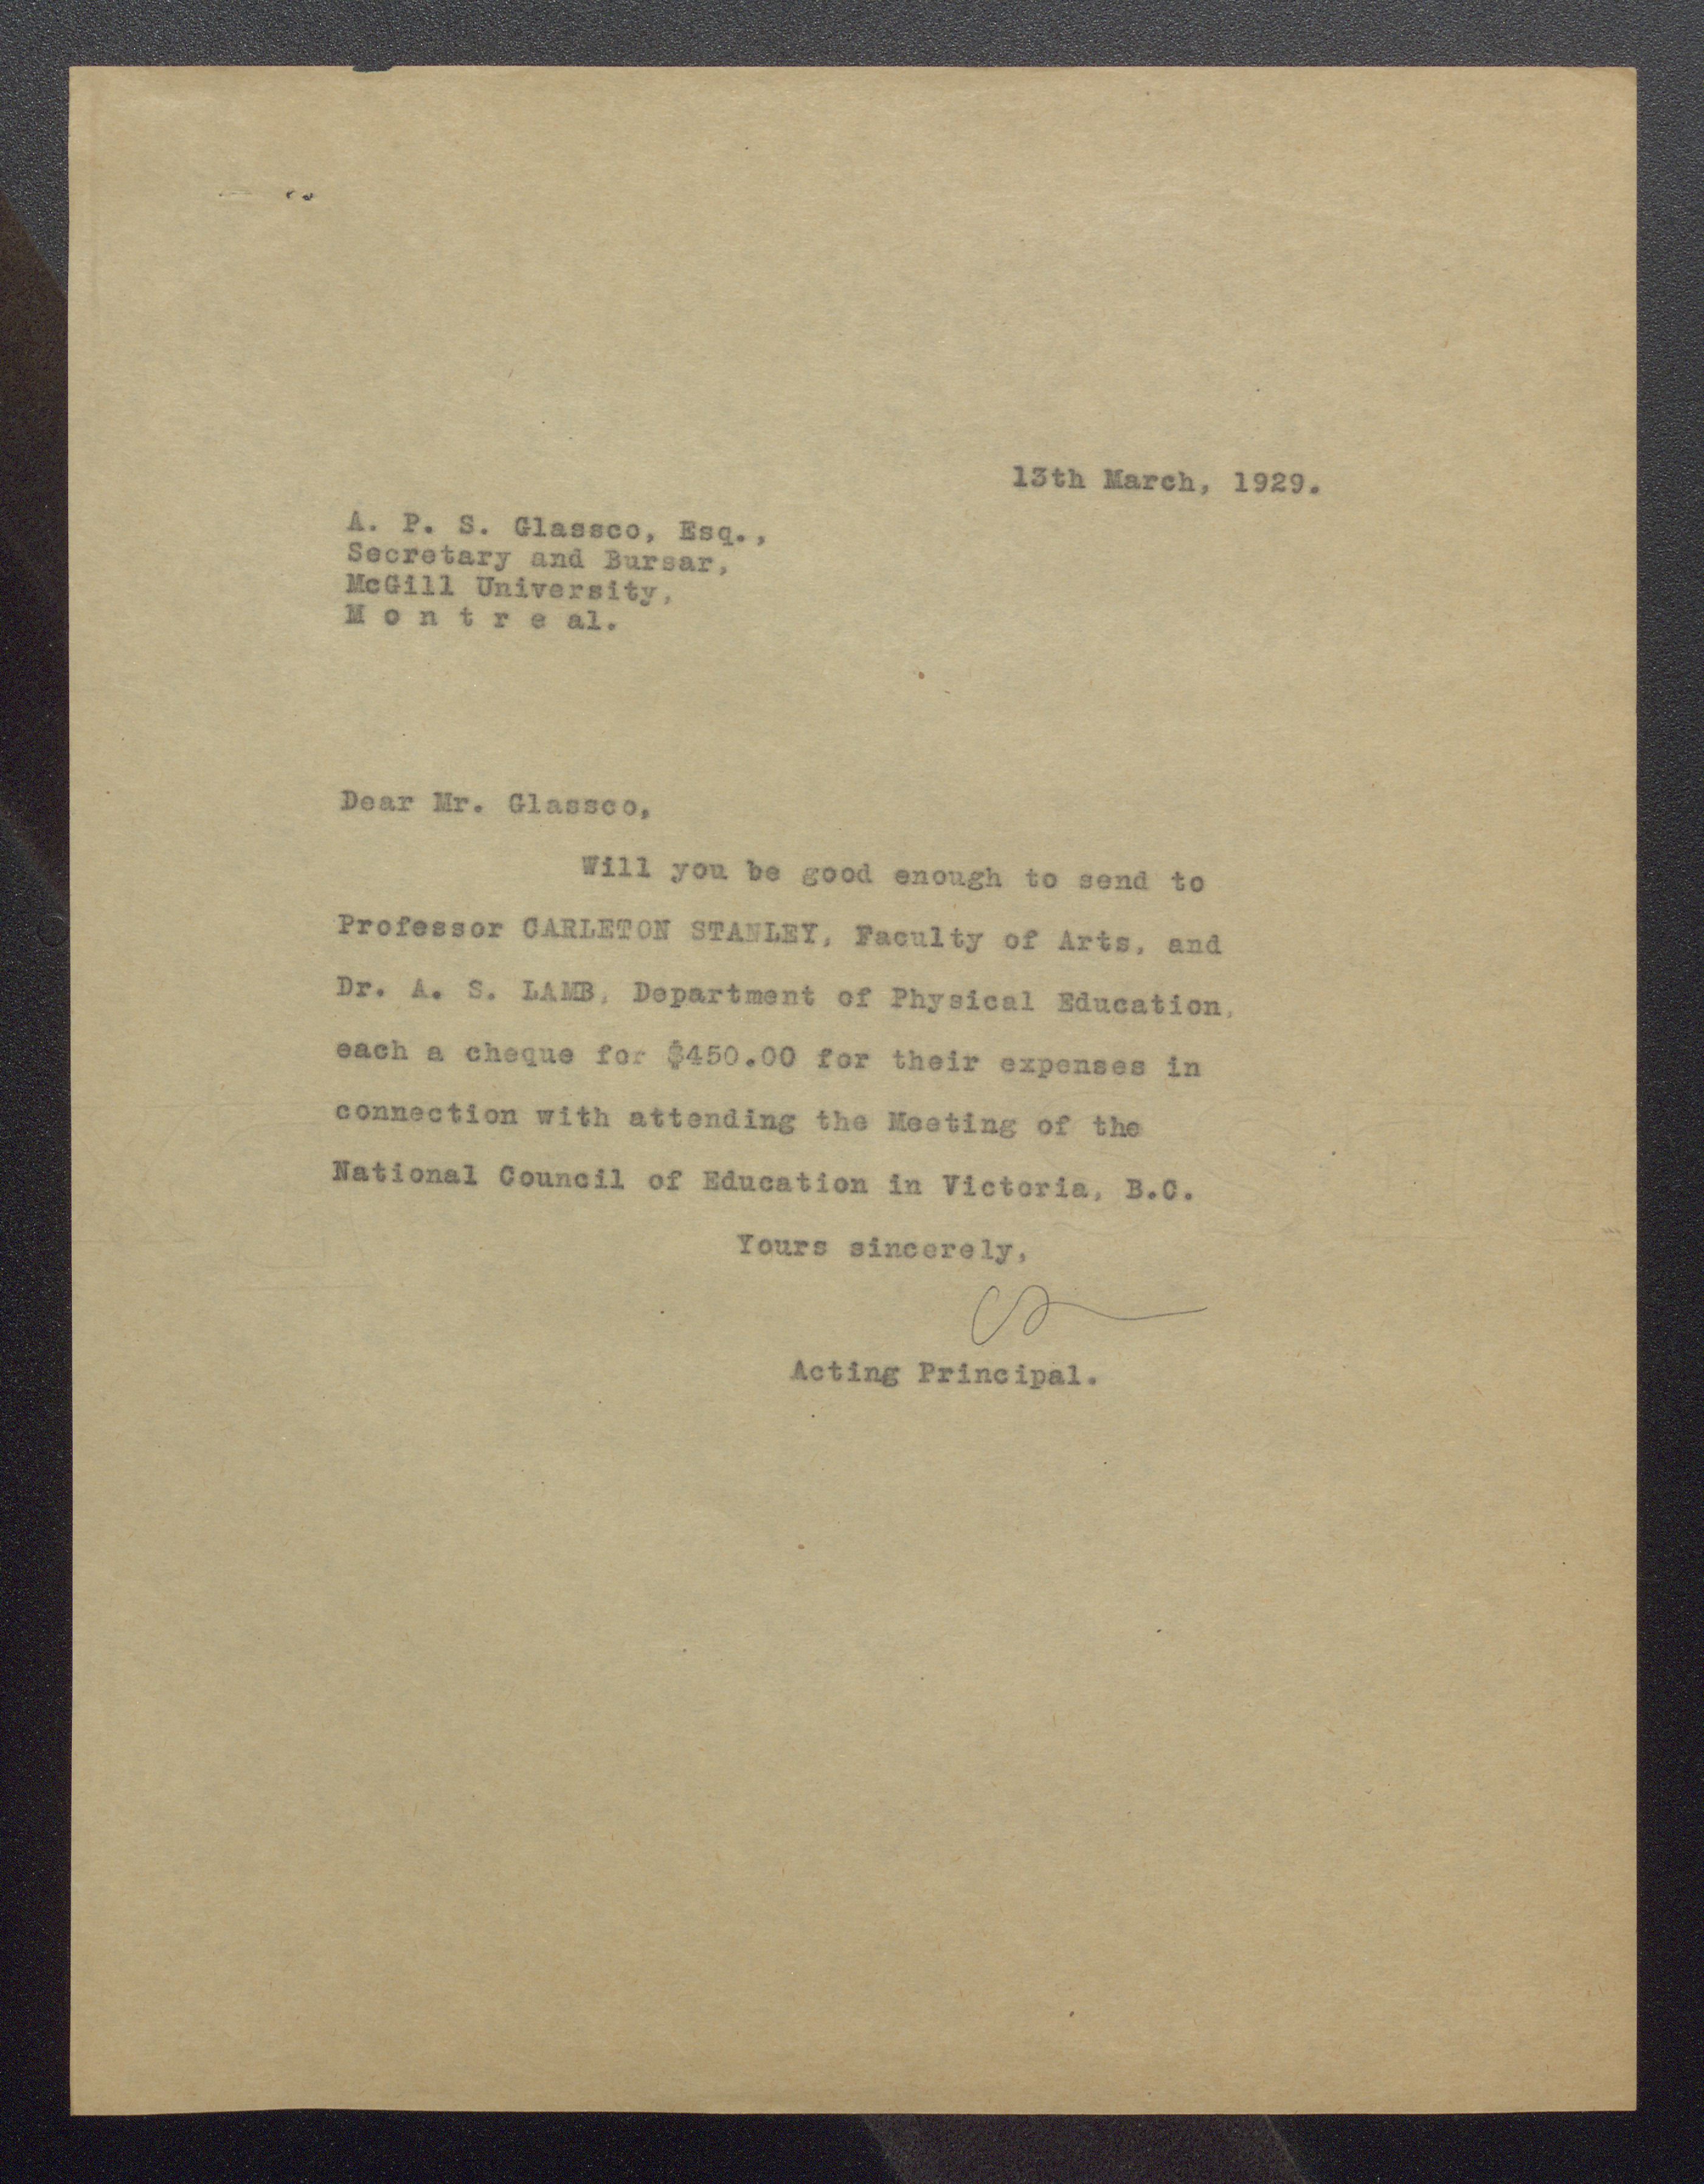 13th March, 1929.
A. P. S. Glassco, Esq.,
Secretary and Bursar,
McGill University,
M o n t r e al.
Dear Mr. Glassco,
Will you be good enough to send to
Professor CARLETON STANLEY, Faculty of Arts, and
Dr. A. S. LAMB, Department of Physical Education,
each a cheque for $450.00 for their expenses in
connection with attending the Meeting of the
National Council of Education in Victoria, B.C.
Yours sincerely,
Acting Principal.